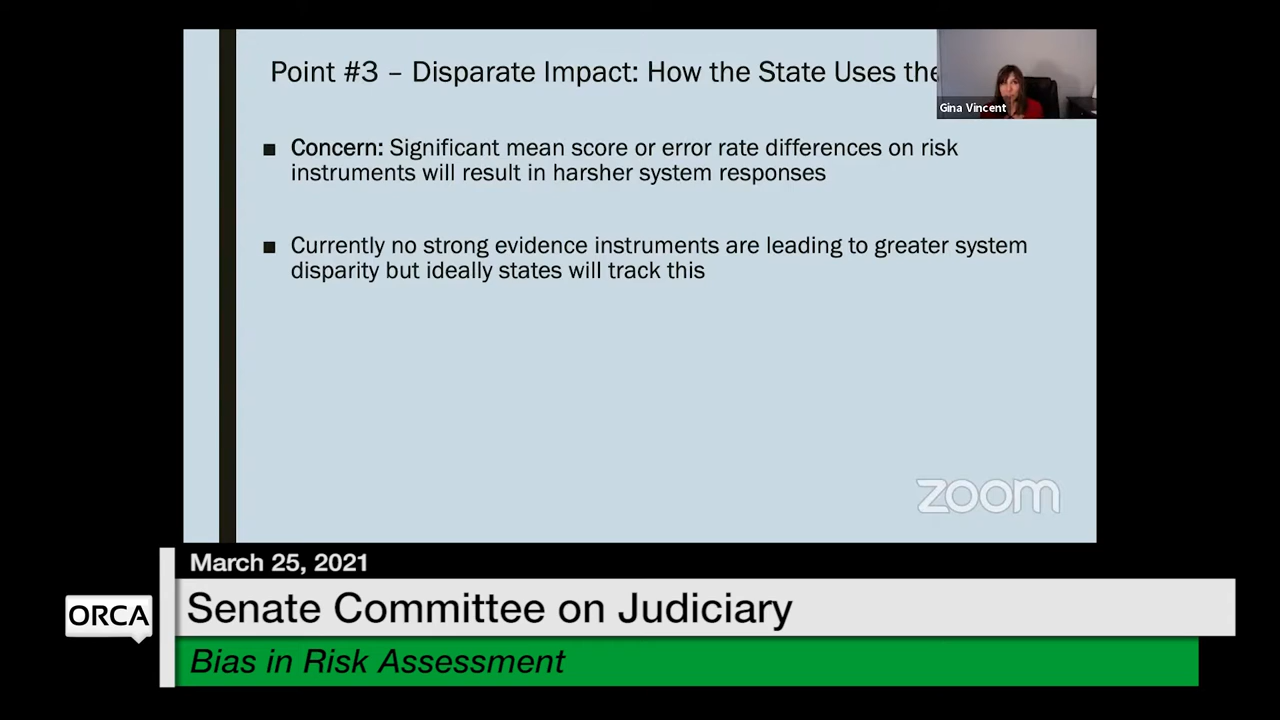 Point #3 – Disparate Impact: How the State Uses the
Gina Vincent
■ Concern: Significant mean score or error rate differences on risk
instruments will result in harsher system responses
■ Currently no strong evidence instruments are leading to greater system
disparity but ideally states will track this
zoom
March 25, 2021
ORCA
Senate Committee on Judiciary
Bias in Risk Assessment